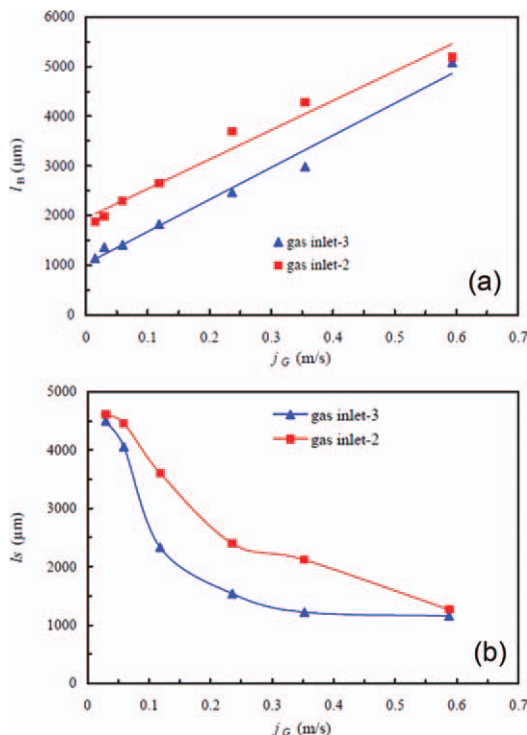 6000
5000
4000
3000
2000
1000
0
l_B (μm)
gas inlet-3
gas inlet-2
(a)
0 0.1 0.2 0.3 0.4 0.5 0.6 0.7
j_G (m/s)
5000
4000
3000
2000
1000
0
ls (μm)
gas inlet-3
gas inlet-2
(b)
0 0.1 0.2 0.3 0.4 0.5 0.6 0.7
j_G (m/s)